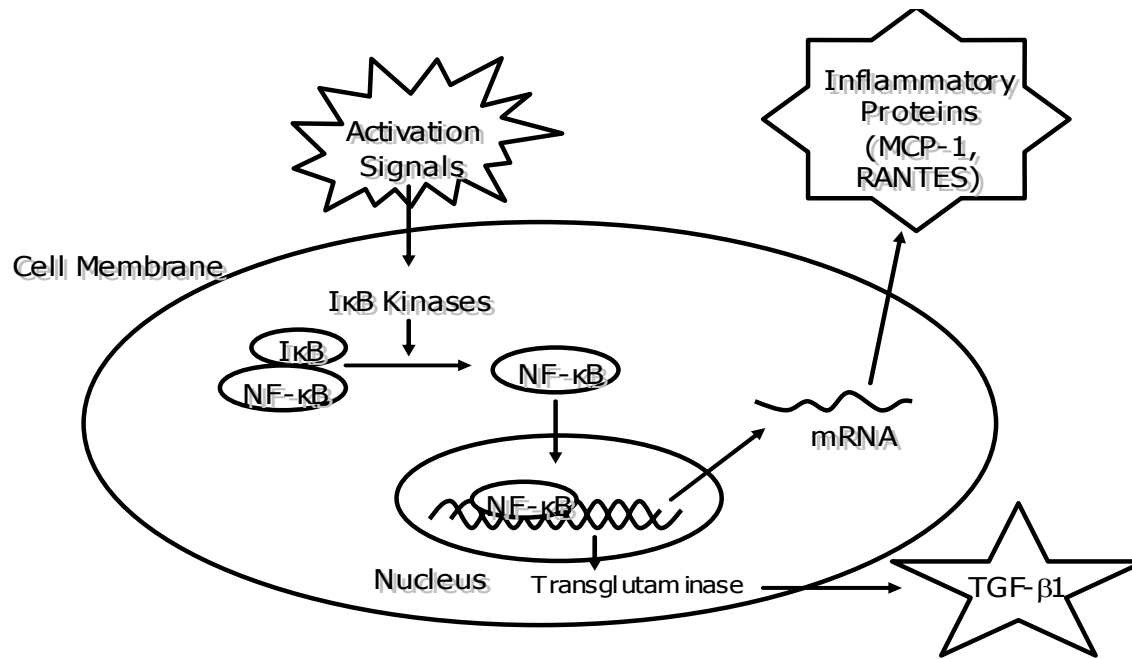 Activation
Signals
Inflammatory
Proteins
(MCP-1,
RANTES)
Cell Membrane
IκB Kinases
IκB
NF-κB
NF-κB
mRNA
NF-κB
Nucleus
Transglutaminase
TGF-β1